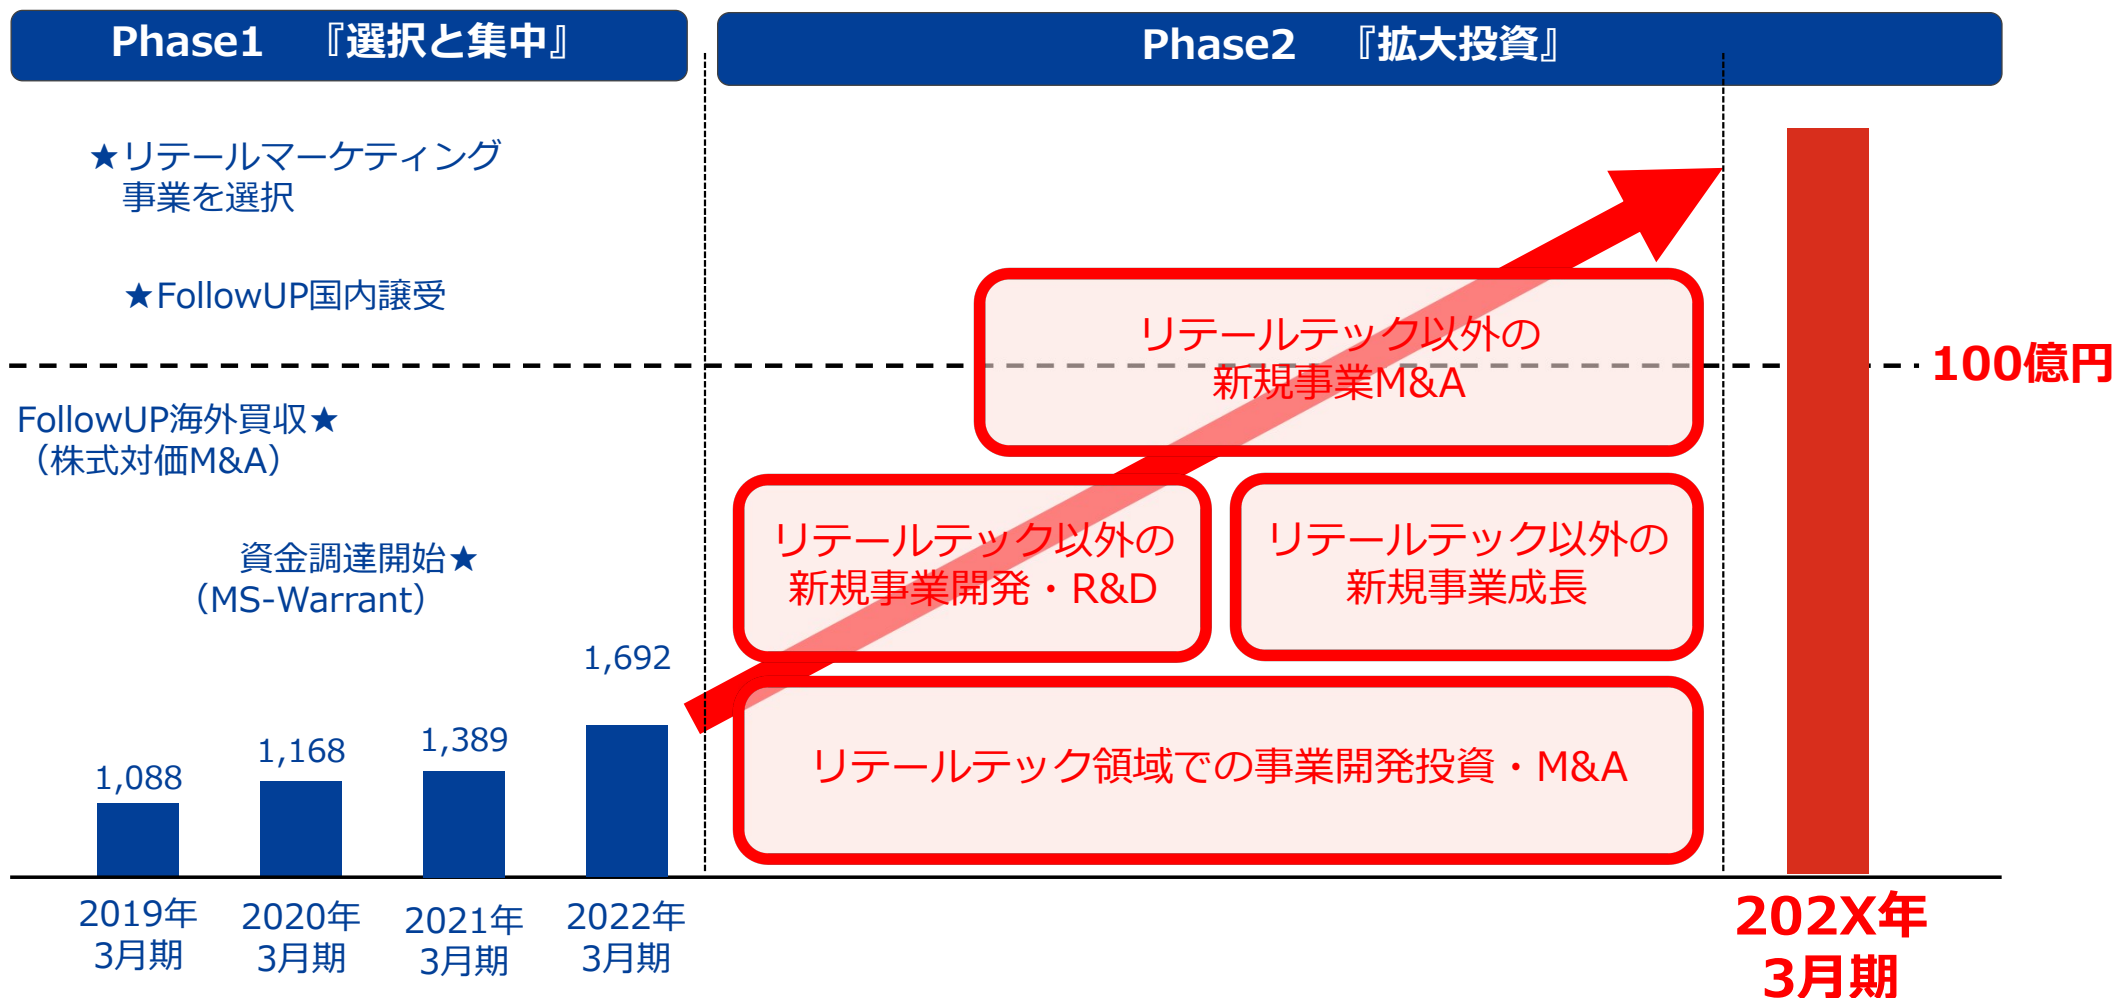 Phase1 『選択と集中』
Phase2 『拡大投資』
★リテールマーケティング
事業を選択
★FollowUP国内譲受
100億円
FollowUP海外買収★
（株式対価M&A）
資金調達開始★
（MS-Warrant）
リテールテック以外の
新規事業M&A
リテールテック以外の
新規事業開発・R&D
リテールテック以外の
新規事業成長
リテールテック領域での事業開発投資・M&A
1,088
1,168
1,389
1,692
2019年
3月期
2020年
3月期
2021年
3月期
2022年
3月期
202X年
3月期